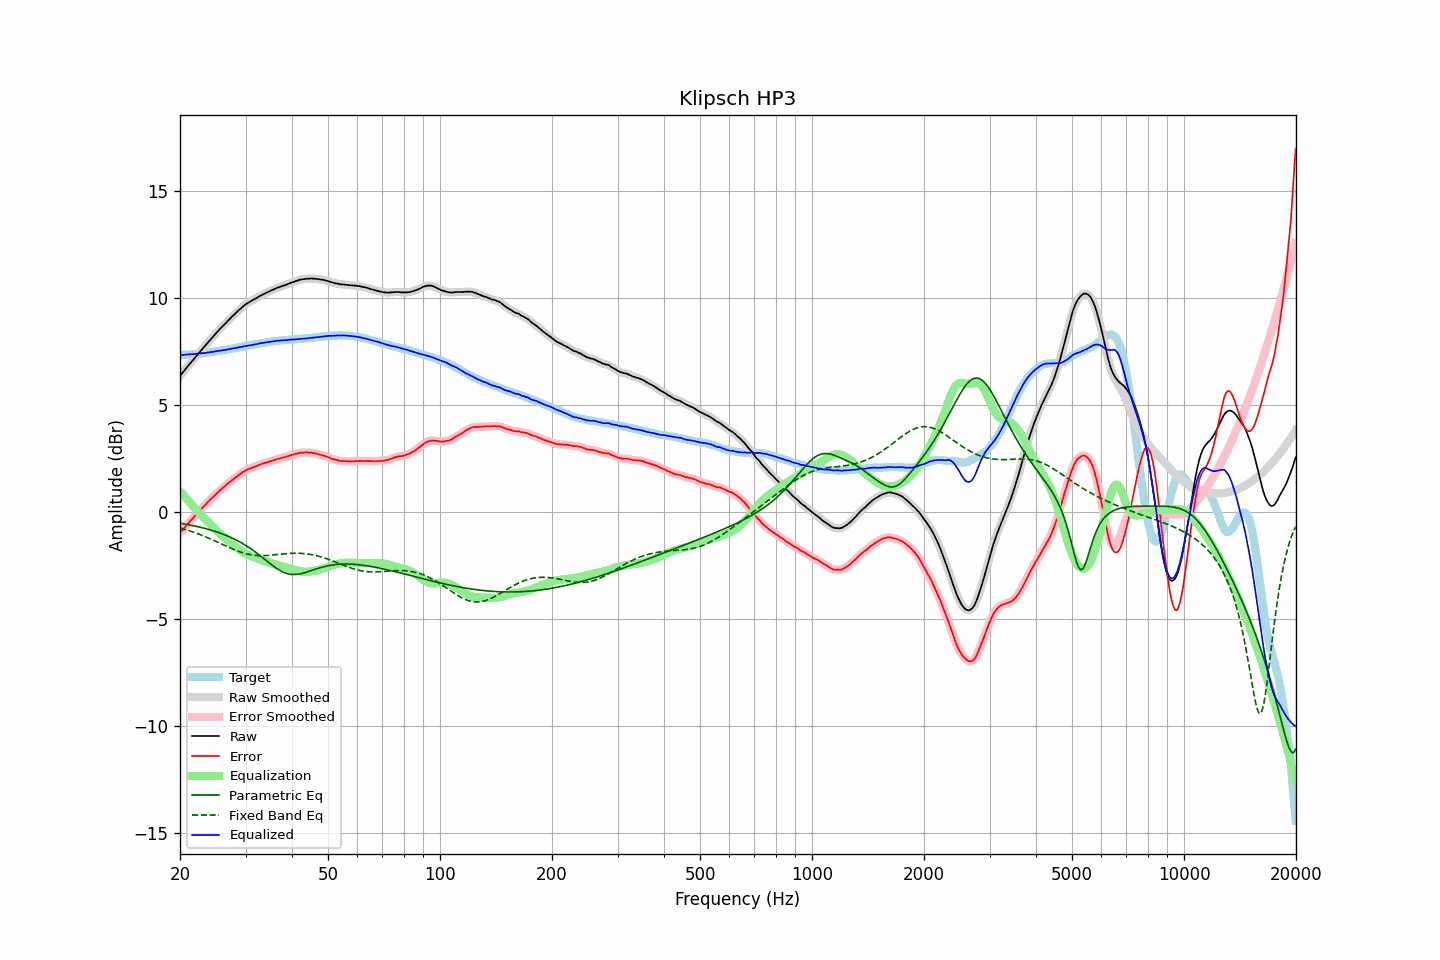 Klipsch HP3
Amplitude (dBr)
15
10
5
0
−5
−10
−15
Target
Raw Smoothed
Error Smoothed
Raw
Error
Equalization
Parametric Eq
Fixed Band Eq
Equalized
20 50 100 200 500 1000 2000 5000 10000 20000
Frequency (Hz)